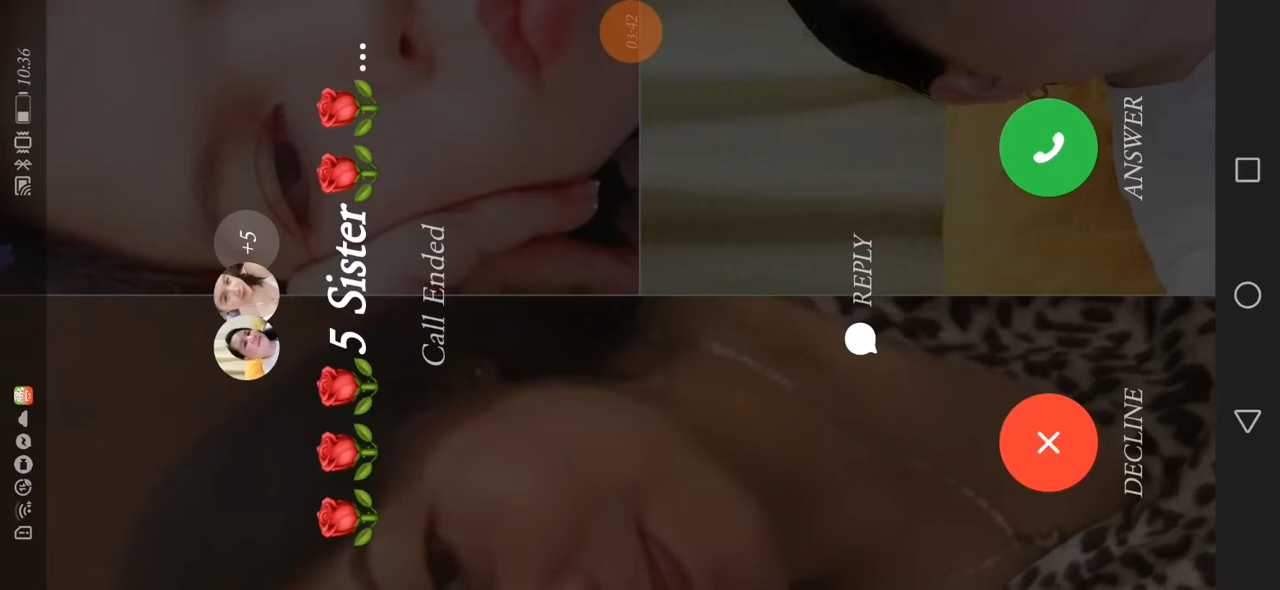 10:36
03:42
+5
🌹🌹🌹5 Sister🌹🌹...
Call Ended
REPLY
DECLINE
ANSWER